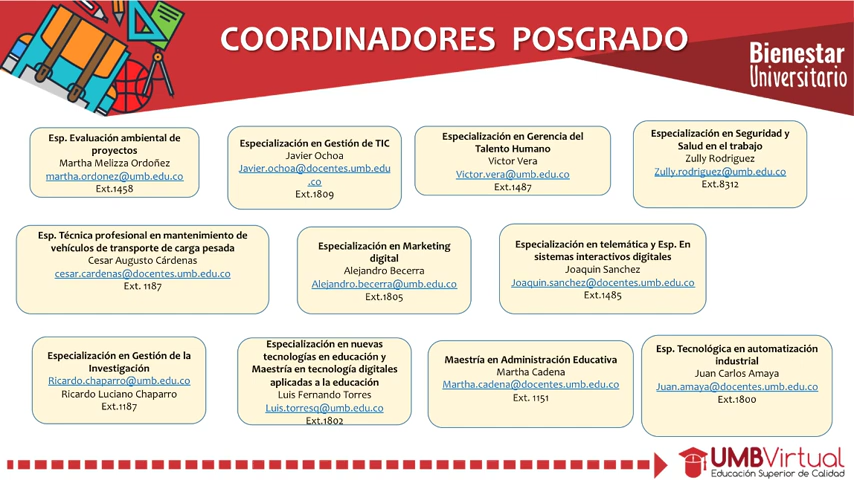 COORDINADORES POSGRADO
Bienestar
Universitario
Esp. Evaluación ambiental de
proyectos
Martha Melizza Ordoñez
martha.ordonez@umb.edu.co
Ext.1458
Especialización en Gestión de TIC
Javier Ochoa
Javier.ochoa@docentes.umb.edu
.co
Ext.1809
Especialización en Gerencia del
Talento Humano
Victor Vera
Victor.vera@umb.edu.co
Ext.1487
Especialización en Seguridad y
Salud en el trabajo
Zully Rodriguez
Zully.rodriguez@umb.edu.co
Ext.8312
Esp. Técnica profesional en mantenimiento de
vehículos de transporte de carga pesada
Cesar Augusto Cárdenas
cesar.cardenas@docentes.umb.edu.co
Ext. 1187
Especialización en Marketing
digital
Alejandro Becerra
Alejandro.becerra@umb.edu.co
Ext.1805
Especialización en telemática y Esp. En
sistemas interactivos digitales
Joaquin Sanchez
Joaquin.sanchez@docentes.umb.edu.co
Ext.1485
Especialización en Gestión de la
Investigación
Ricardo.chaparro@umb.edu.co
Ricardo Luciano Chaparro
Ext.1187
Especialización en nuevas
tecnologías en educación y
Maestría en tecnología digitales
aplicadas a la educación
Luis Fernando Torres
Luis.torresq@umb.edu.co
Ext.1802
Maestría en Administración Educativa
Martha Cadena
Martha.cadena@docentes.umb.edu.co
Ext. 1151
Esp. Tecnológica en automatización
industrial
Juan Carlos Amaya
Juan.amaya@docentes.umb.edu.co
Ext.1800
UMBVirtual
Educación Superior de Calidad